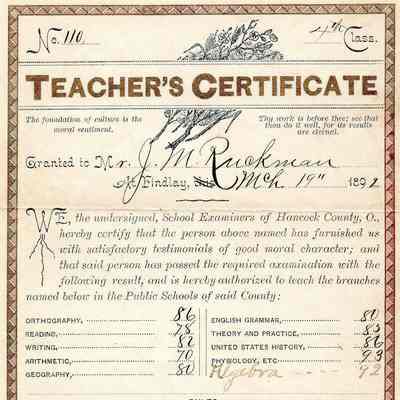 No. 110 4th Class.
TEACHER'S CERTIFICATE
The foundation of culture is the moral sentiment.
Thy work is before thee; see that thou do it well, for its results are eternal.
Granted to Mr. J. M. Ruckman
At Findlay, this Mch 19" 1892
WE, the undersigned, School Examiners of Hancock County, O.,
hereby certify that the person above named has furnished us
with satisfactory testimonials of good moral character; and
that said person has passed the required axamination with the
following result, and is hereby authorized to teach the branches
named below in the Public Schools of said County:
ORTHOGRAPHY, 86 ENGLISH GRAMMAR, 80
READING, 78 THEORY AND PRACTICE, 85
WRITING, 82 UNITED STATES HISTORY, 86
ARITHMETIC, 70 PHYSIOLOGY, ETC 93
GEOGRAPHY, 80 Algebra 92